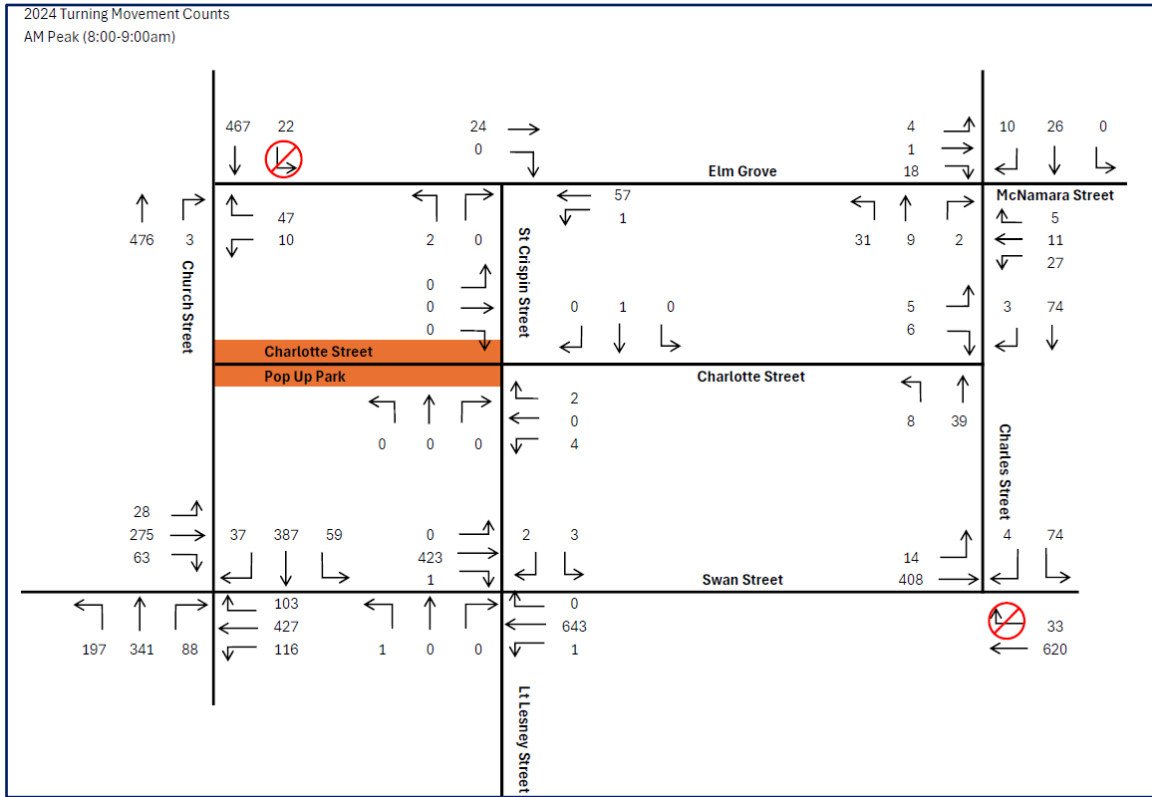 2024 Turning Movement Counts
AM Peak (8:00-9:00am)
467 22 24 4 10 26 0
0 1
Elm Grove 18
McNamara Street
57 5
47 1
476 3 10 2 0 31 9 2 11
27
St Crispin Street
Church Street
0
0 0 1 0 5 3 74
0 6
Charlotte Street
Pop Up Park Charlotte Street
2
0 8 39
0 0 0 4
Charles Street
28
275 37 387 59 0 2 3 4 74
63 423 14
1 Swan Street 408
103 0
427 643 33
197 341 88 116 1 0 0 1 620
Lt Lesney Street